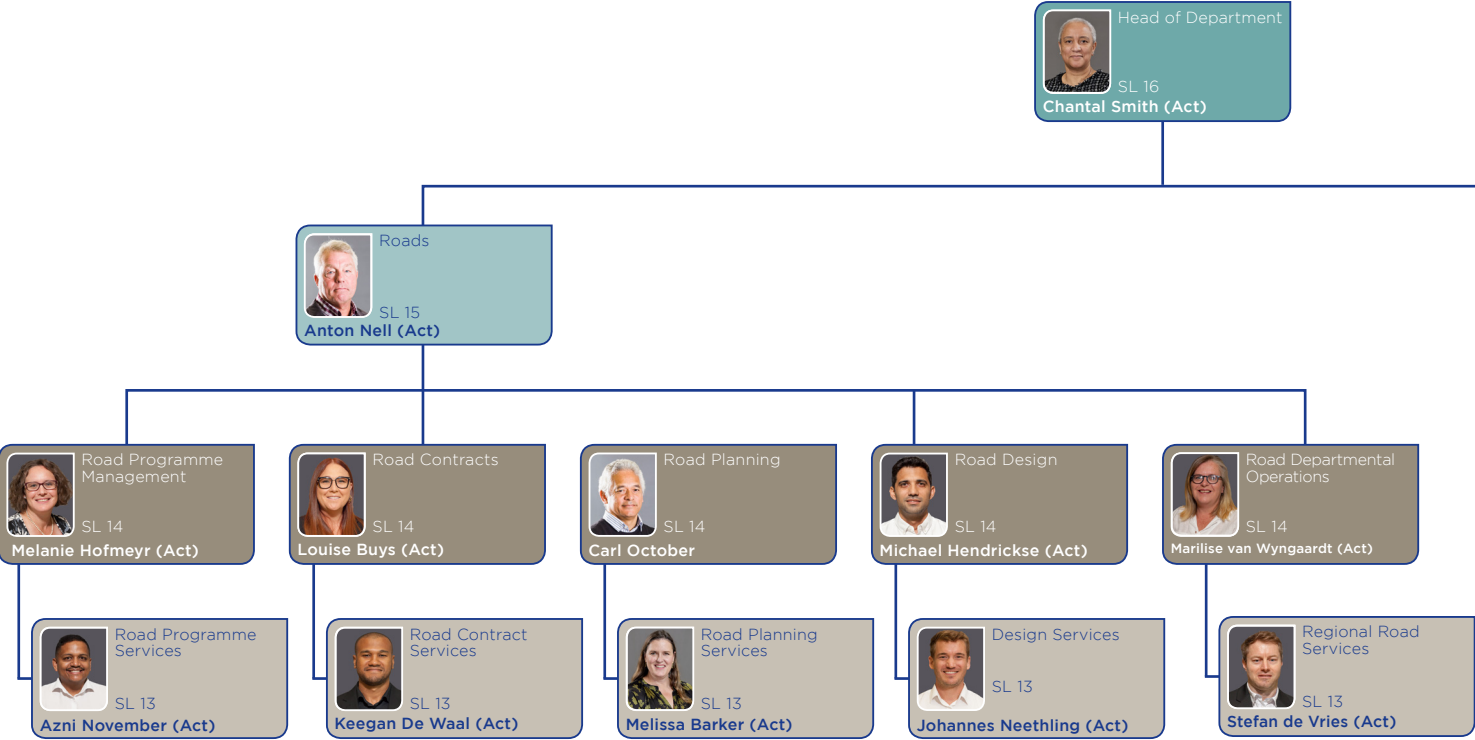 Head of Department
SL 16
Chantal Smith (Act)
Roads
SL 15
Anton Nell (Act)
Road Programme
Management
SL 14
Melanie Hofmeyr (Act)
Road Contracts
SL 14
Louise Buys (Act)
Road Planning
SL 14
Carl October
Road Design
SL 14
Michael Hendrickse (Act)
Road Departmental
Operations
SL 14
Marilise van Wyngaardt (Act)
Road Programme
Services
SL 13
Azni November (Act)
Road Contract
Services
SL 13
Keegan De Waal (Act)
Road Planning
Services
SL 13
Melissa Barker (Act)
Design Services
SL 13
Johannes Neethling (Act)
Regional Road
Services
SL 13
Stefan de Vries (Act)